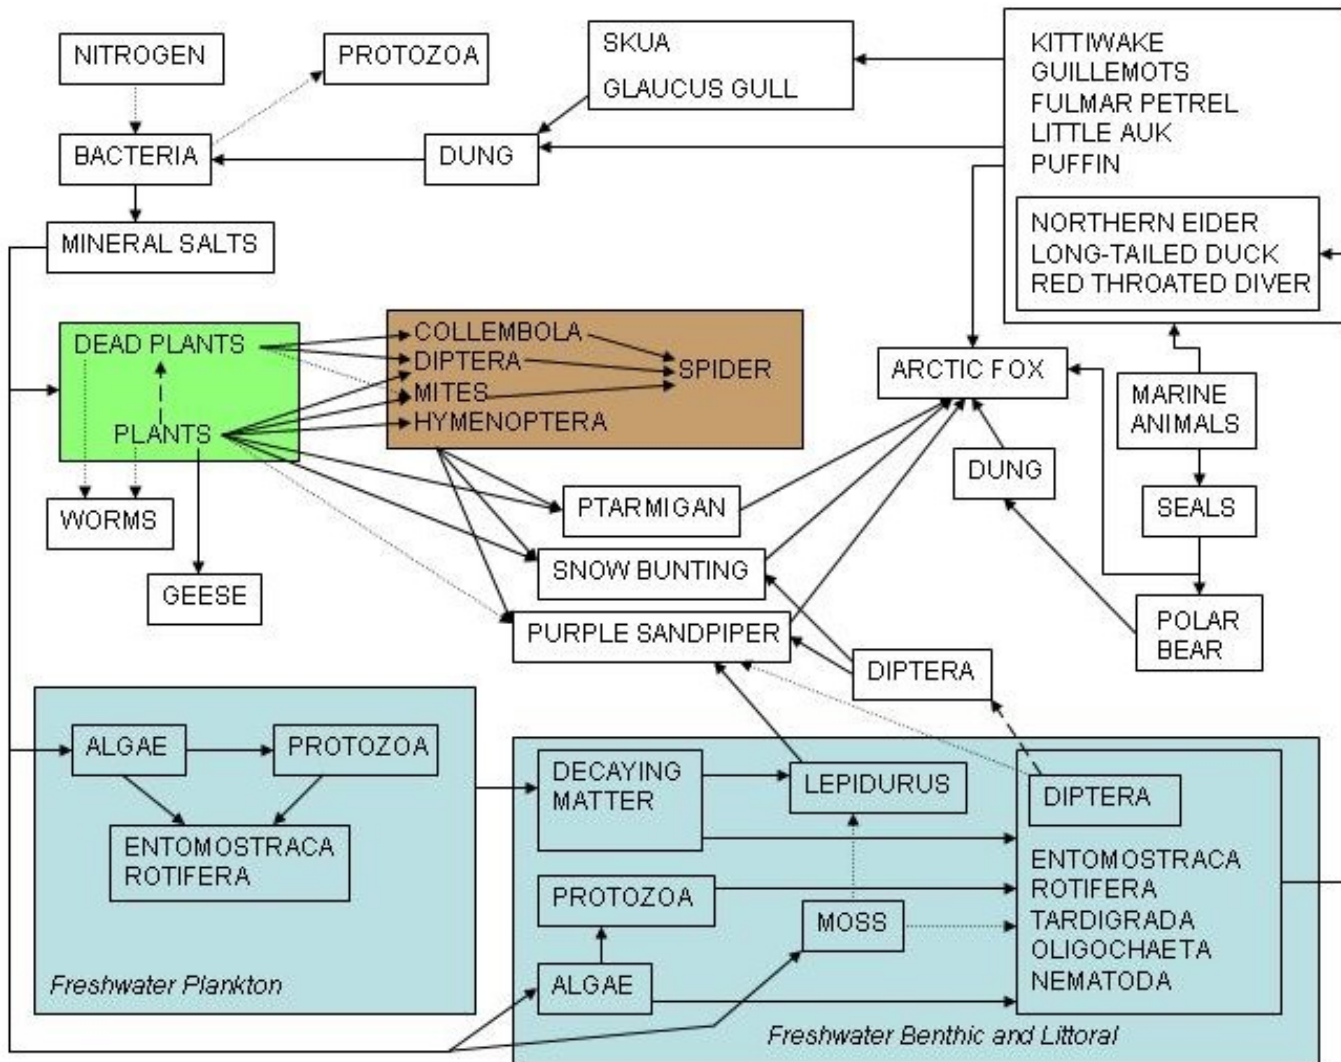 NITROGEN
PROTOZOA
SKUA
GLAUCUS GULL
KITTIWAKE
GUILLEMOTS
FULMAR PETREL
LITTLE AUK
PUFFIN
BACTERIA
DUNG
MINERAL SALTS
NORTHERN EIDER
LONG-TAILED DUCK
RED THROATED DIVER
DEAD PLANTS
PLANTS
COLLEMBOLA
DIPTERA
MITES
HYMENOPTERA
SPIDER
ARCTIC FOX
MARINE
ANIMALS
DUNG
SEALS
WORMS
PTARMIGAN
GEESE
SNOW BUNTING
PURPLE SANDPIPER
POLAR
BEAR
DIPTERA
ALGAE
PROTOZOA
ENTOMOSTRACA
ROTIFERA
Freshwater Plankton
DECAYING
MATTER
LEPIDURUS
DIPTERA
PROTOZOA
MOSS
ALGAE
ENTOMOSTRACA
ROTIFERA
TARDIGRADA
OLIGOCHAETA
NEMATODA
Freshwater Benthic and Littoral